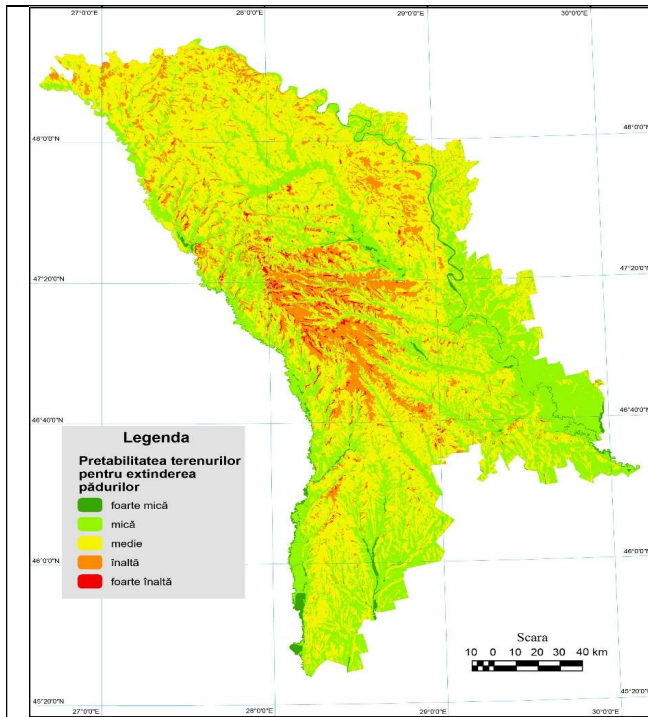 27°0'0"E 28°0'0"E 29°0'0"E 30°0'0"E
48°0'0"N 48°0'0"N
47°20'0"N 47°20'0"N
46°40'0"N 46°40'0"N
Legenda
Pretabilitatea terenurilor
pentru extinderea
pădurilor
foarte mică
mică
medie
înaltă
foarte înaltă
46°0'0"N 46°0'0"N
Scara
10 0 10 20 30 40 km
45°20'0"N 45°20'0"N
27°0'0"E 28°0'0"E 29°0'0"E 30°0'0"E